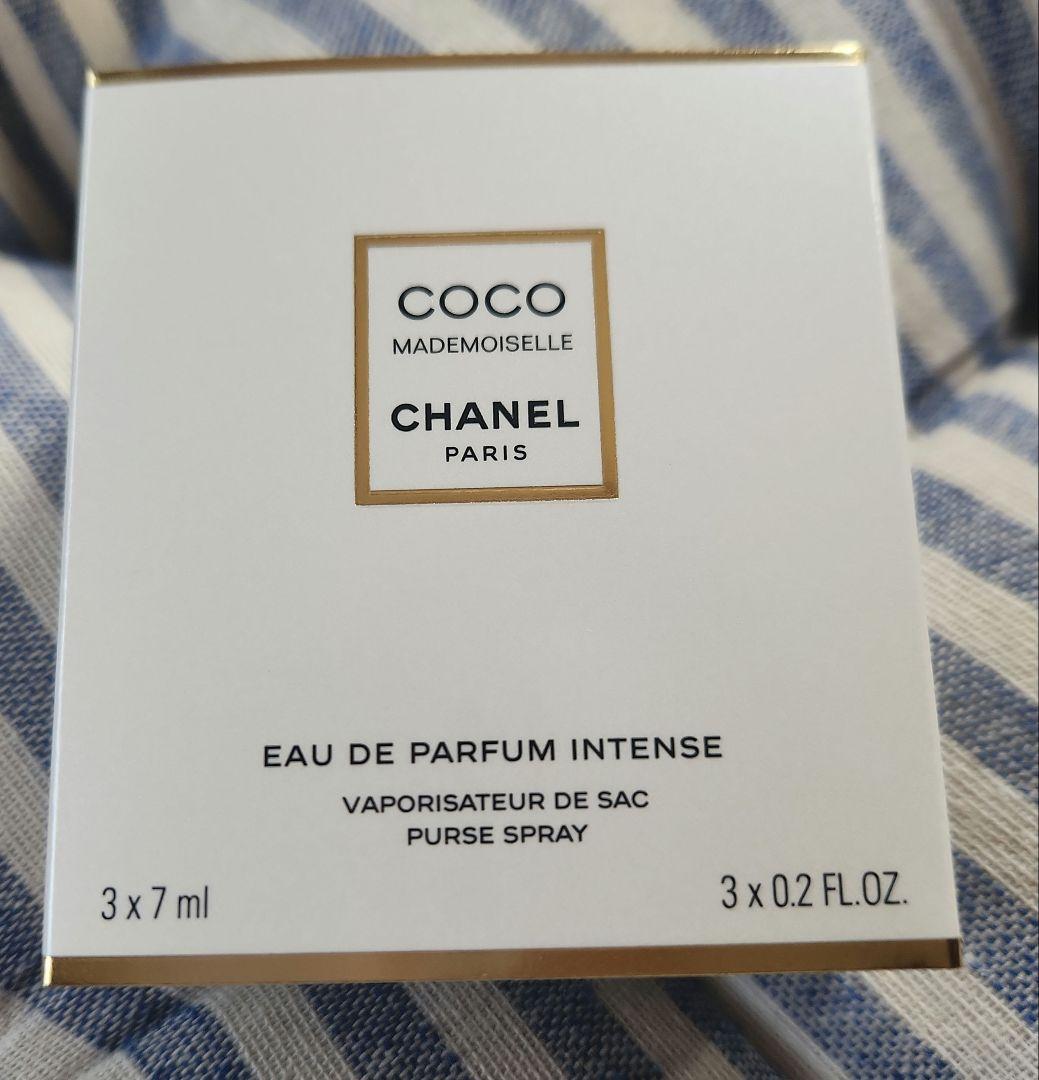 COCO
MADEMOISELLE
CHANEL
PARIS
EAU DE PARFUM INTENSE
VAPORISATEUR DE SAC
PURSE SPRAY
3 x 7 ml
3 x 0.2 FL.OZ.